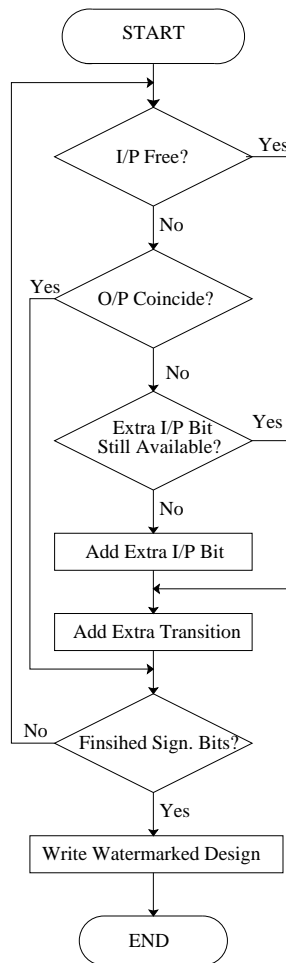 START
I/P Free?
Yes
No
Yes
O/P Coincide?
No
Extra I/P Bit
Still Available?
Yes
No
Add Extra I/P Bit
Add Extra Transition
No
Finsihed Sign. Bits?
Yes
Write Watermarked Design
END